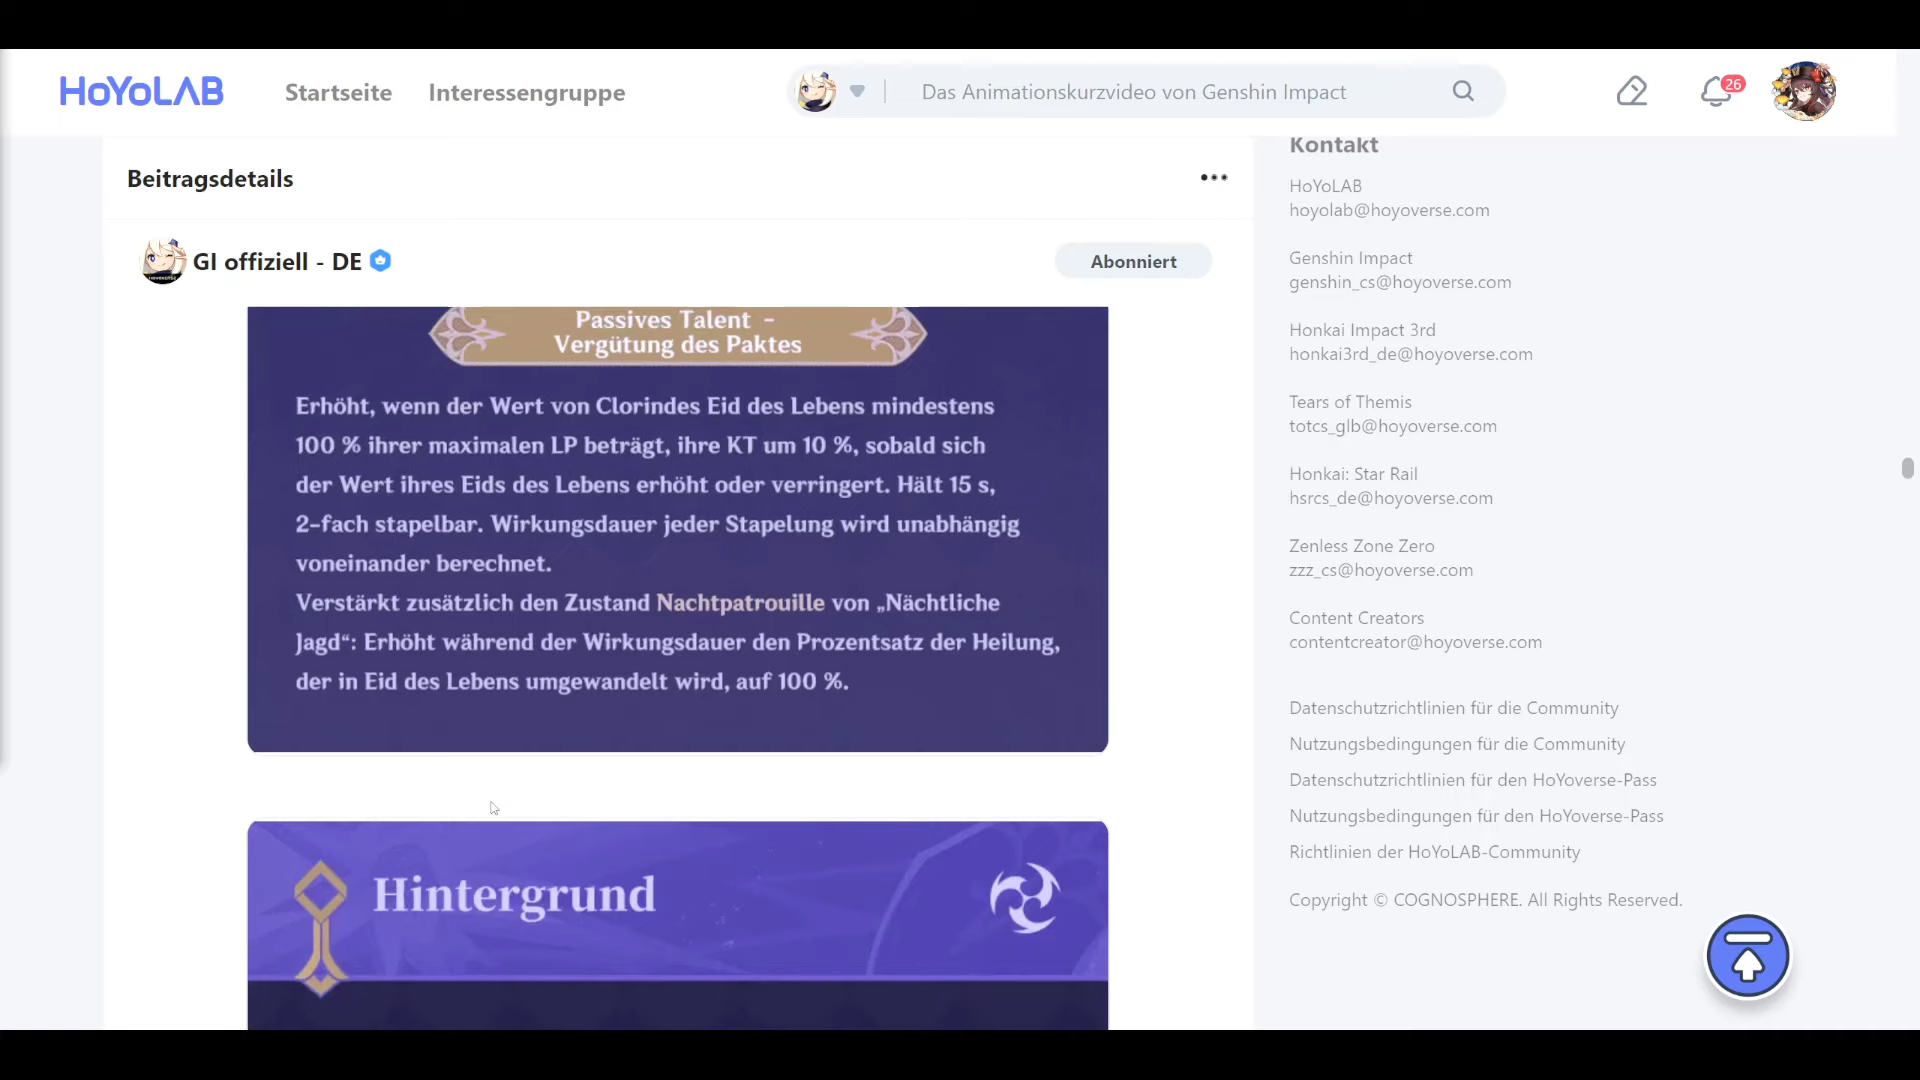 HoYoLAB
Startseite
Interessengruppe
Das Animationskurzvideo von Genshin Impact
26
Beitragsdetails
GI offiziell - DE
Abonniert
Passives Talent –
Vergütung des Paktes
Erhöht, wenn der Wert von Clorindes Eid des Lebens mindestens
100 % ihrer maximalen LP beträgt, ihre KT um 10 %, sobald sich
der Wert ihres Eids des Lebens erhöht oder verringert. Hält 15 s,
2-fach stapelbar. Wirkungsdauer jeder Stapelung wird unabhängig
voneinander berechnet.
Verstärkt zusätzlich den Zustand Nachtpatrouille von „Nächtliche
Jagd“: Erhöht während der Wirkungsdauer den Prozentsatz der Heilung,
der in Eid des Lebens umgewandelt wird, auf 100 %.
Hintergrund
Kontakt
HoYoLAB
hoyolab@hoyoverse.com
Genshin Impact
genshin_cs@hoyoverse.com
Honkai Impact 3rd
honkai3rd_de@hoyoverse.com
Tears of Themis
totcs_glb@hoyoverse.com
Honkai: Star Rail
hsrcs_de@hoyoverse.com
Zenless Zone Zero
zzz_cs@hoyoverse.com
Content Creators
contentcreator@hoyoverse.com
Datenschutzrichtlinien für die Community
Nutzungsbedingungen für die Community
Datenschutzrichtlinien für den HoYoverse-Pass
Nutzungsbedingungen für den HoYoverse-Pass
Richtlinien der HoYoLAB-Community
Copyright © COGNOSPHERE. All Rights Reserved.